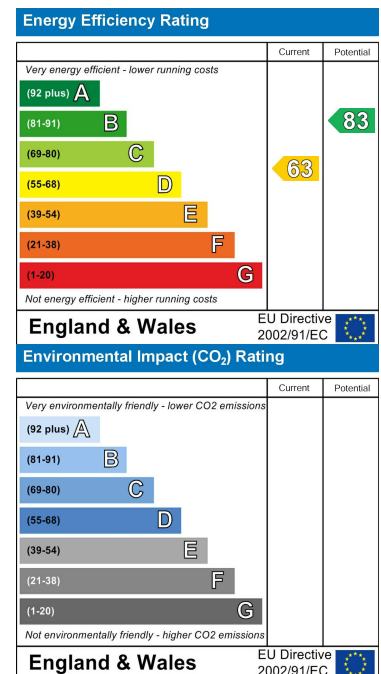 Energy Efficiency Rating
Current Potential
Very energy efficient - lower running costs
(92 plus) A
(81-91) B
83
(69-80) C
63
(55-68) D
(39-54) E
(21-38) F
(1-20) G
Not energy efficient - higher running costs
England & Wales
EU Directive
2002/91/EC
Environmental Impact (CO₂) Rating
Current Potential
Very environmentally friendly - lower CO2 emissions
(92 plus) A
(81-91) B
(69-80) C
(55-68) D
(39-54) E
(21-38) F
(1-20) G
Not environmentally friendly - higher CO2 emissions
England & Wales
EU Directive
2002/91/EC